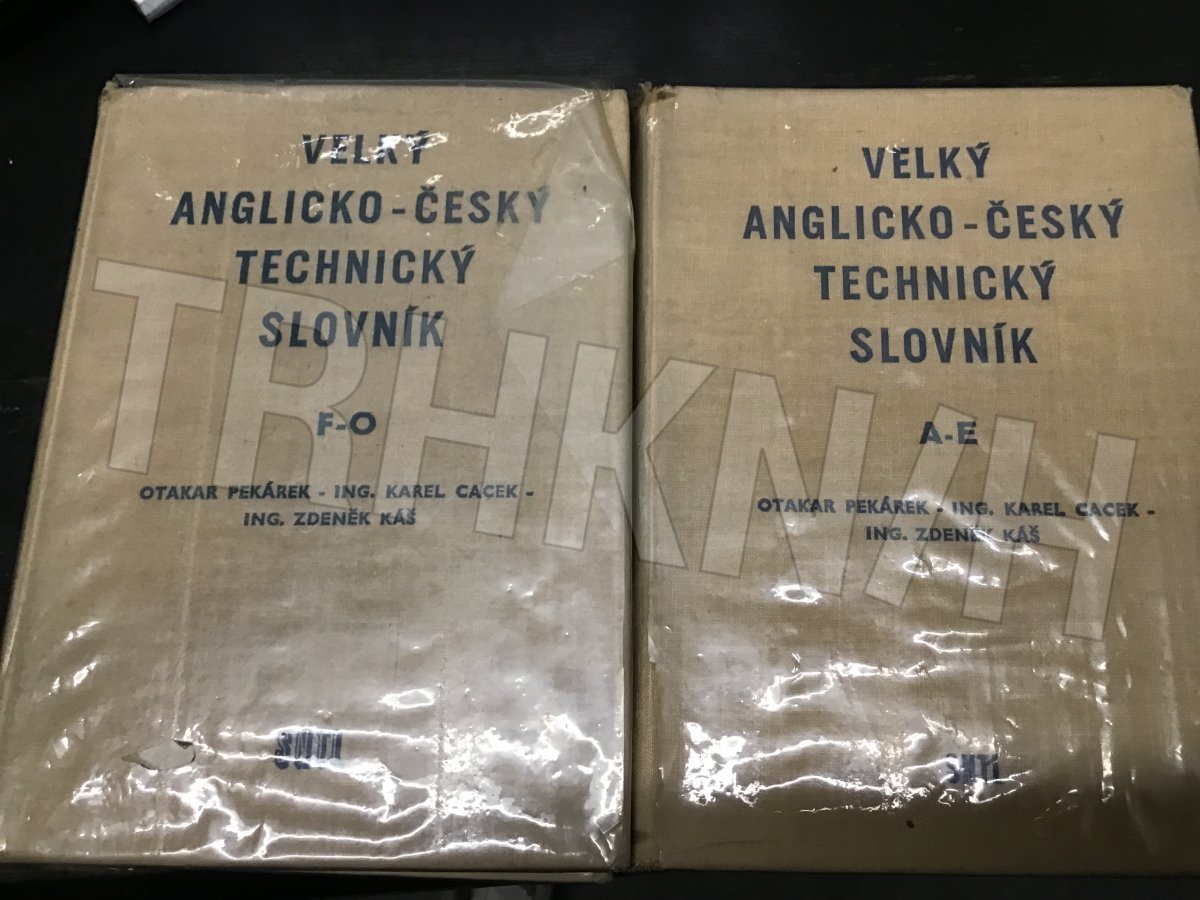 VELKÝ
ANGLICKO-ČESKÝ
TECHNICKÝ
SLOVNÍK
F-O
OTAKAR PEKÁREK - ING. KAREL CACEK -
ING. ZDENĚK KÁŠ
SNTL
VELKÝ
ANGLICKO-ČESKÝ
TECHNICKÝ
SLOVNÍK
A-E
OTAKAR PEKÁREK - ING. KAREL CACEK -
ING. ZDENĚK KÁŠ
SNTL
TRHKNIH